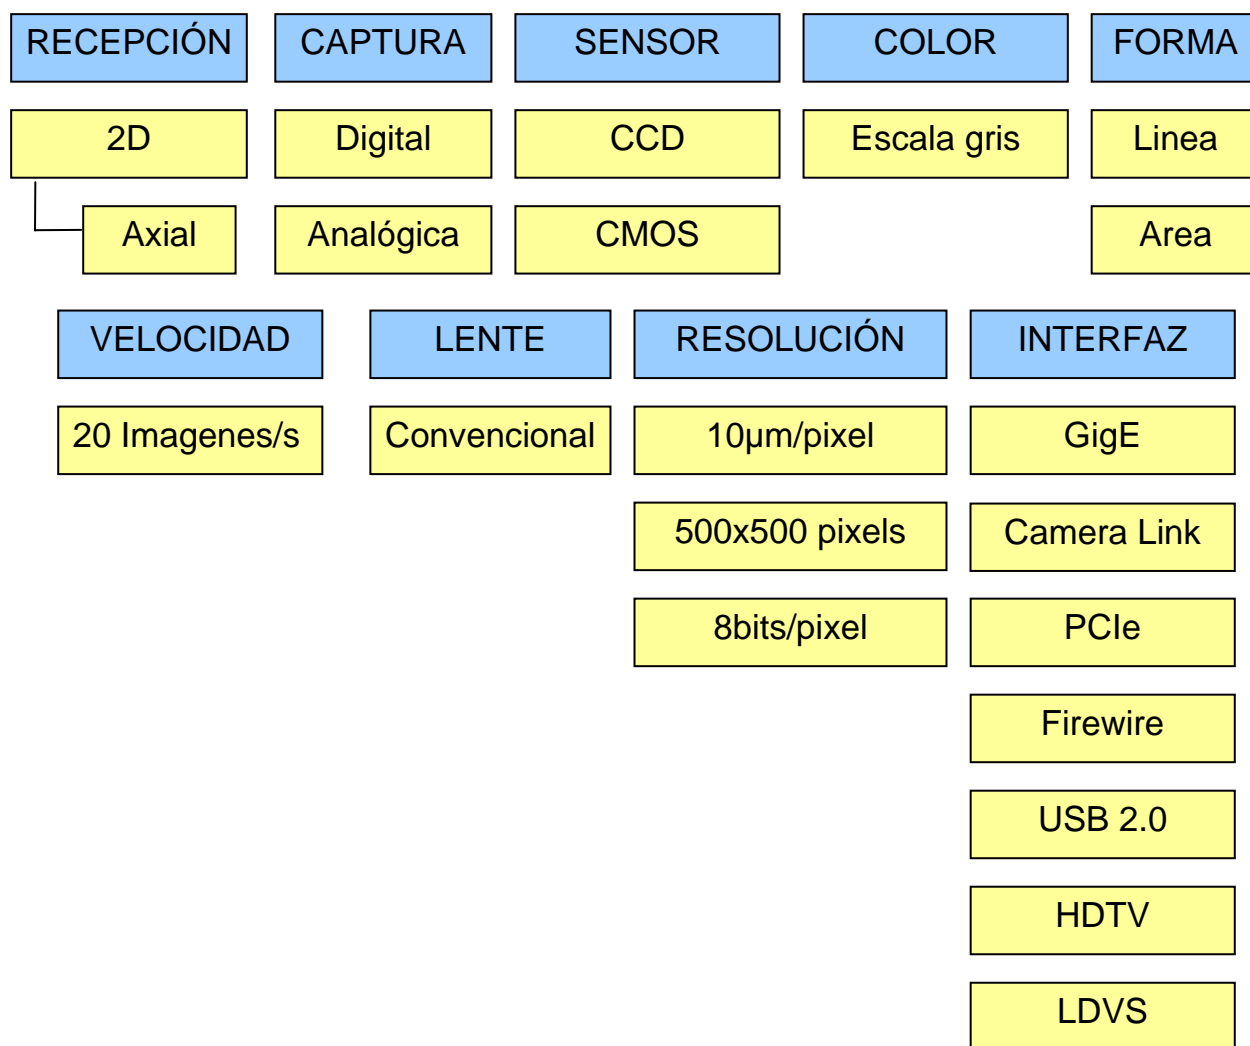 RECEPCIÓN CAPTURA SENSOR COLOR FORMA
2D Digital CCD Escala gris Linea
Axial Analógica CMOS Area
VELOCIDAD LENTE RESOLUCIÓN INTERFAZ
20 Imagenes/s Convencional 10µm/pixel GigE
500x500 pixels Camera Link
8bits/pixel PCIe
Firewire
USB 2.0
HDTV
LDVS